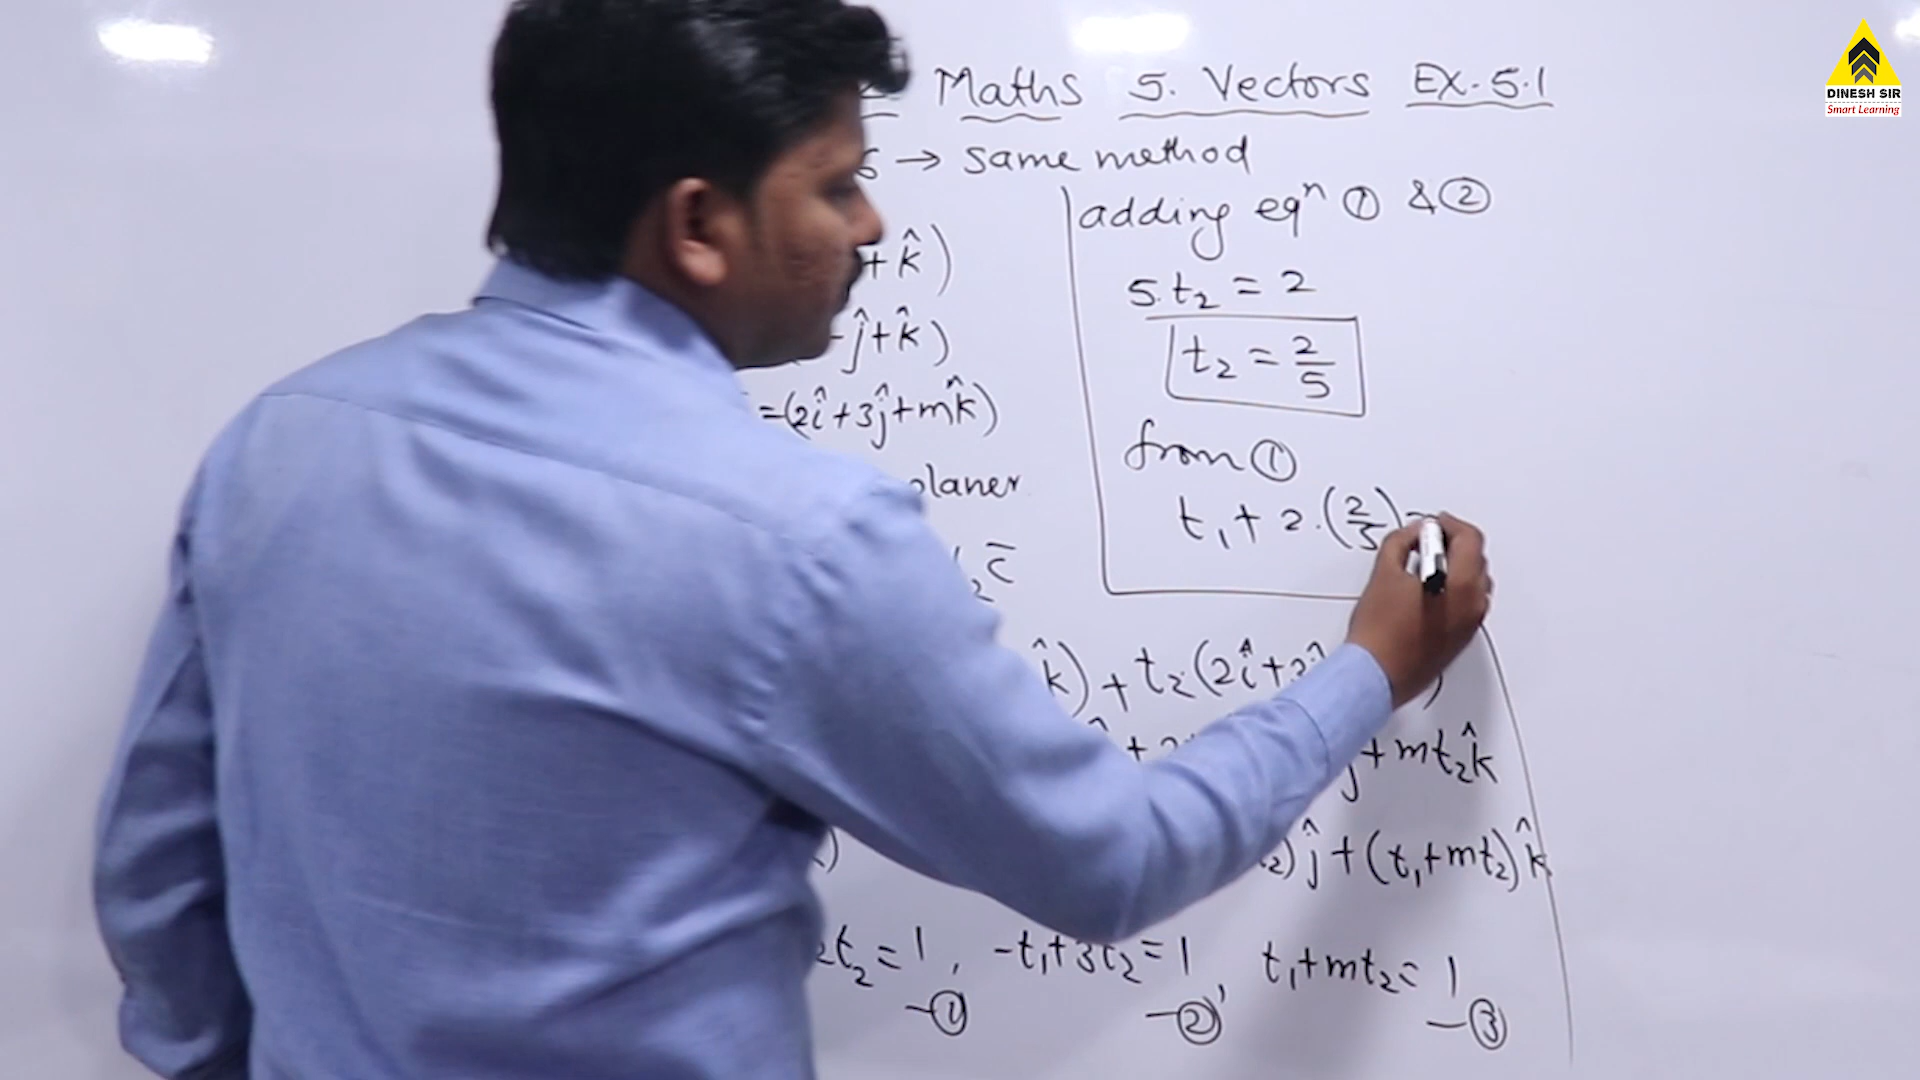 Maths 5. Vectors Ex. 5.1
DINESH SIR
Smart Learning
→ same method
adding eqⁿ ① & ②
+ k̂)
5.t₂ = 2
ĵ+k̂)
t₂ = 2/5
=(2î+3ĵ+mk̂)
from ①
planer
t₁ + 2.(2/5)
c̄
k̂) + t₂(2î+
+ mt₂k̂
)ĵ+(t₁+mt₂)k̂
2t₂ = 1, -t₁+3t₂ = 1, t₁+mt₂ = 1
-① -② -③